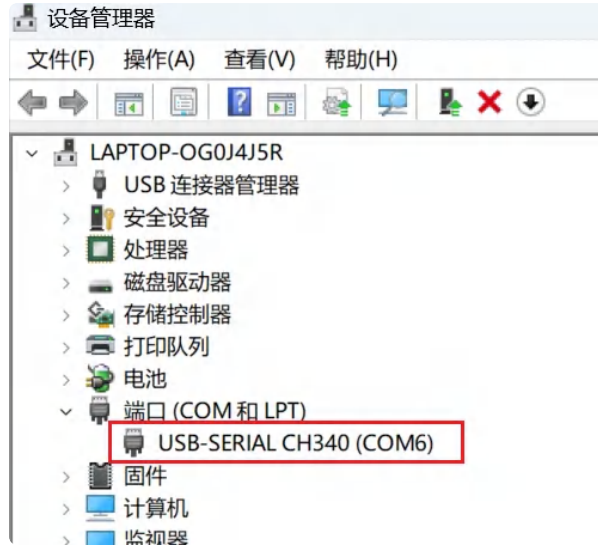 设备管理器
文件(F) 操作(A) 查看(V) 帮助(H)
LAPTOP-OG0J4J5R
USB 连接器管理器
安全设备
处理器
磁盘驱动器
存储控制器
打印队列
电池
端口 (COM 和 LPT)
USB-SERIAL CH340 (COM6)
固件
计算机
监视器